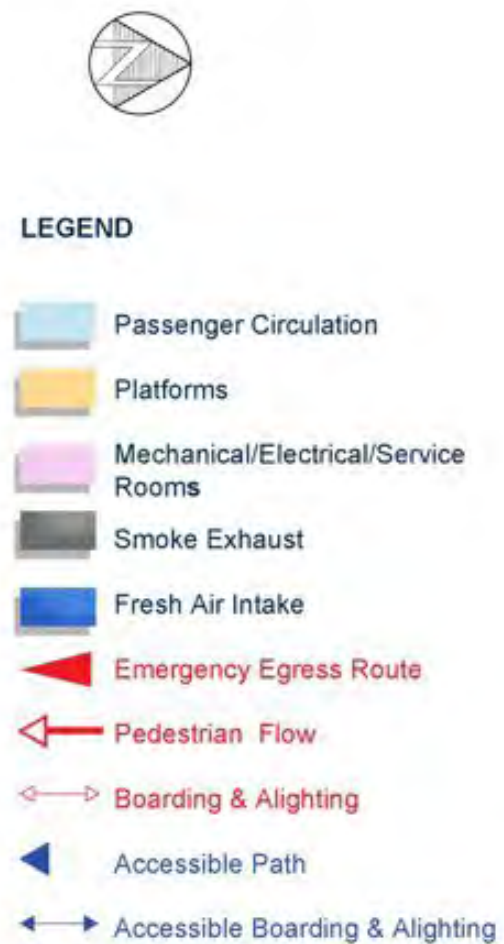 Z
LEGEND
Passenger Circulation
Platforms
Mechanical/Electrical/Service
Rooms
Smoke Exhaust
Fresh Air Intake
Emergency Egress Route
Pedestrian Flow
Boarding & Alighting
Accessible Path
Accessible Boarding & Alighting